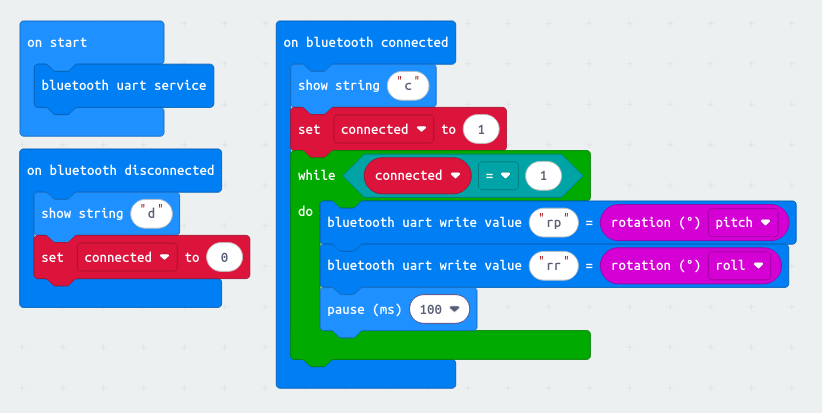 on start
bluetooth uart service
on bluetooth disconnected
show string "d"
set connected to 0
on bluetooth connected
show string "c"
set connected to 1
while connected = 1
do
bluetooth uart write value "rp" = rotation (°) pitch
bluetooth uart write value "rr" = rotation (°) roll
pause (ms) 100